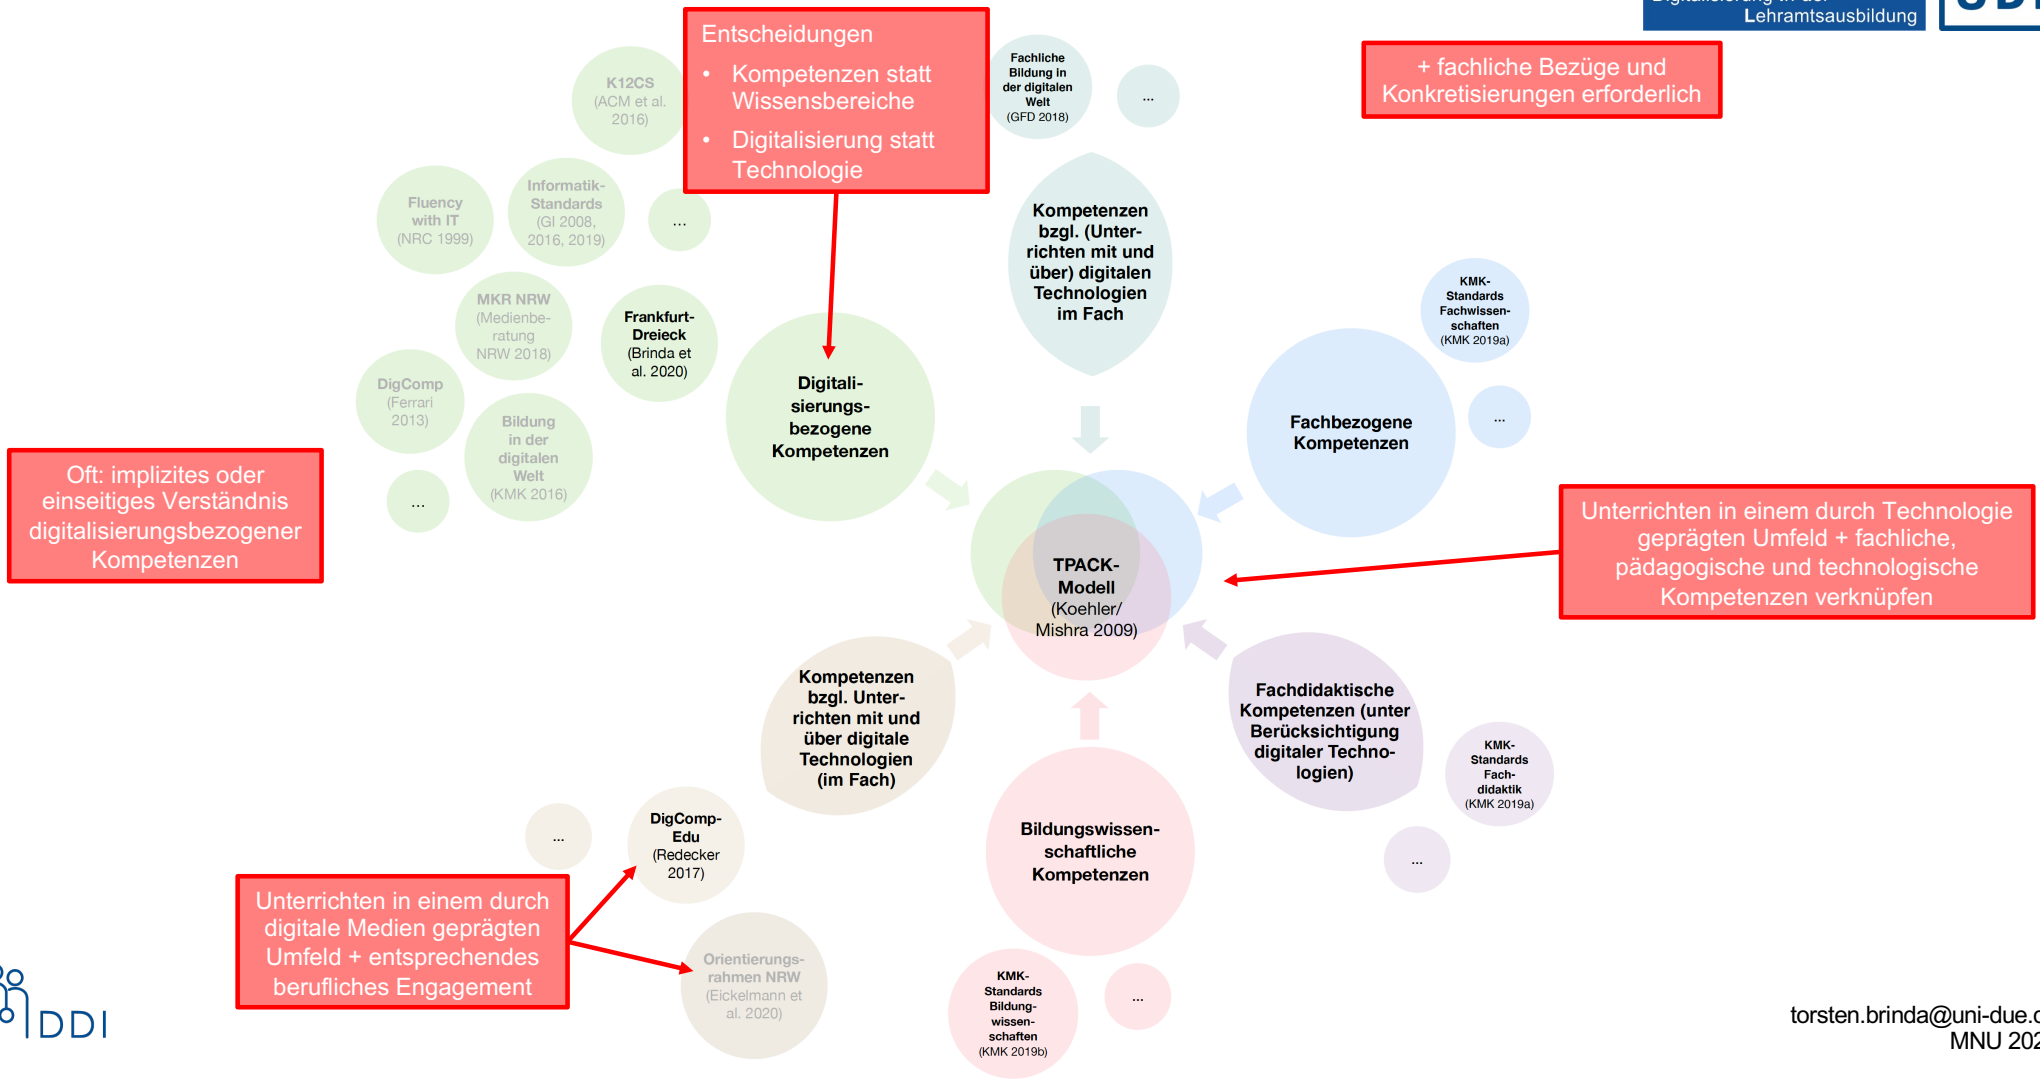 Lehramtsausbildung
Entscheidungen
• Kompetenzen statt
Wissensbereiche
• Digitalisierung statt
Technologie
+ fachliche Bezüge und
Konkretisierungen erforderlich
K12CS
(ACM et al.
2016)
Fachliche
Bildung in
der digitalen
Welt
(GFD 2018)
...
Fluency
with IT
(NRC 1999)
Informatik-
Standards
(GI 2008,
2016, 2019)
...
Kompetenzen
bzgl. (Unter-
richten mit und
über) digitalen
Technologien
im Fach
MKR NRW
(Medienbe-
ratung
NRW 2018)
Frankfurt-
Dreieck
(Brinda et
al. 2020)
KMK-
Standards
Fachwissen-
schaften
(KMK 2019a)
DigComp
(Ferrari
2013)
Bildung
in der
digitalen
Welt
(KMK 2016)
...
Digitali-
sierungs-
bezogene
Kompetenzen
Fachbezogene
Kompetenzen
...
Oft: implizites oder
einseitiges Verständnis
digitalisierungsbezogener
Kompetenzen
Unterrichten in einem durch Technologie
geprägten Umfeld + fachliche,
pädagogische und technologische
Kompetenzen verknüpfen
TPACK-
Modell
(Koehler/
Mishra 2009)
Kompetenzen
bzgl. Unter-
richten mit und
über digitale
Technologien
(im Fach)
Fachdidaktische
Kompetenzen (unter
Berücksichtigung
digitaler Techno-
logien)
KMK-
Standards
Fach-
didaktik
(KMK 2019a)
...
...
DigComp-
Edu
(Redecker
2017)
Bildungswissen-
schaftliche
Kompetenzen
Unterrichten in einem durch
digitale Medien geprägten
Umfeld + entsprechendes
berufliches Engagement
Orientierungs-
rahmen NRW
(Eickelmann et
al. 2020)
KMK-
Standards
Bildung-
wissen-
schaften
(KMK 2019b)
...
DDI
torsten.brinda@uni-due.
MNU 202